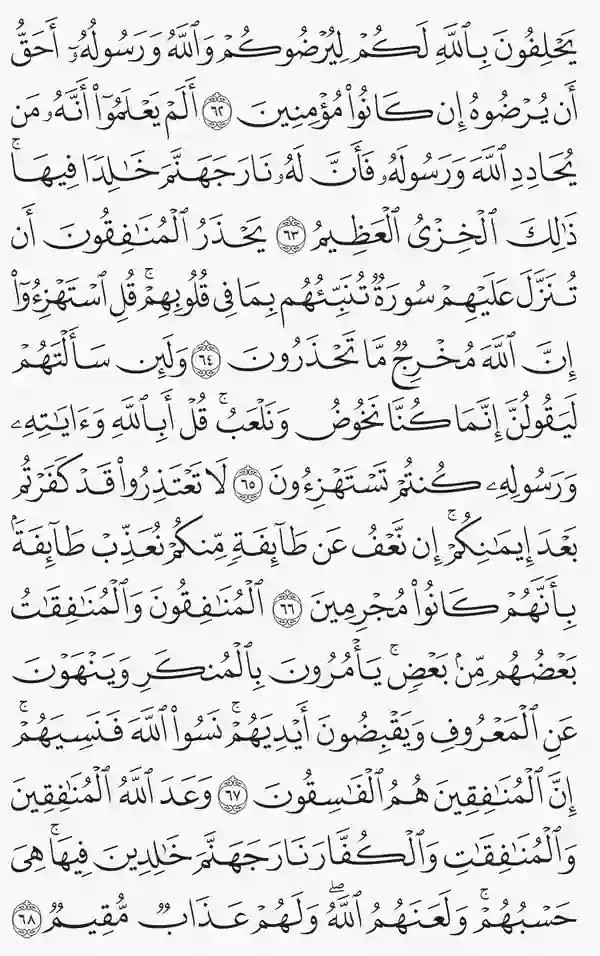 يَحْلِفُونَ بِٱللَّهِ لَكُمْ لِيُرْضُوكُمْ وَٱللَّهُ وَرَسُولُهُۥٓ أَحَقُّ
أَن يُرْضُوهُ إِن كَانُوا۟ مُؤْمِنِينَ ٦٢ أَلَمْ يَعْلَمُوٓا۟ أَنَّهُۥ مَن
يُحَادِدِ ٱللَّهَ وَرَسُولَهُۥ فَأَنَّ لَهُۥ نَارَ جَهَنَّمَ خَـٰلِدًا فِيهَا ۚ
ذَٰلِكَ ٱلْخِزْىُ ٱلْعَظِيمُ ٦٣ يَحْذَرُ ٱلْمُنَـٰفِقُونَ أَن
تُنَزَّلَ عَلَيْهِمْ سُورَةٌ تُنَبِّئُهُم بِمَا فِى قُلُوبِهِمْ ۚ قُلِ ٱسْتَهْزِءُوٓا۟
إِنَّ ٱللَّهَ مُخْرِجٌ مَّا تَحْذَرُونَ ٦٤ وَلَئِن سَأَلْتَهُمْ
لَيَقُولُنَّ إِنَّمَا كُنَّا نَخُوضُ وَنَلْعَبُ ۚ قُلْ أَبِٱللَّهِ وَءَايَـٰتِهِۦ
وَرَسُولِهِۦ كُنتُمْ تَسْتَهْزِءُونَ ٦٥ لَا تَعْتَذِرُوا۟ قَدْ كَفَرْتُم
بَعْدَ إِيمَـٰنِكُمْ ۚ إِن نَّعْفُ عَن طَآئِفَةٍ مِّنكُمْ نُعَذِّبْ طَآئِفَةًۢ
بِأَنَّهُمْ كَانُوا۟ مُجْرِمِينَ ٦٦ ٱلْمُنَـٰفِقُونَ وَٱلْمُنَـٰفِقَـٰتُ
بَعْضُهُم مِّنۢ بَعْضٍ ۚ يَأْمُرُونَ بِٱلْمُنكَرِ وَيَنْهَوْنَ
عَنِ ٱلْمَعْرُوفِ وَيَقْبِضُونَ أَيْدِيَهُمْ ۚ نَسُوا۟ ٱللَّهَ فَنَسِيَهُمْ ۗ
إِنَّ ٱلْمُنَـٰفِقِينَ هُمُ ٱلْفَـٰسِقُونَ ٦٧ وَعَدَ ٱللَّهُ ٱلْمُنَـٰفِقِينَ
وَٱلْمُنَـٰفِقَـٰتِ وَٱلْكُفَّارَ نَارَ جَهَنَّمَ خَـٰلِدِينَ فِيهَا ۚ هِىَ
حَسْبُهُمْ ۚ وَلَعَنَهُمُ ٱللَّهُ ۖ وَلَهُمْ عَذَابٌ مُّقِيمٌ ٦٨